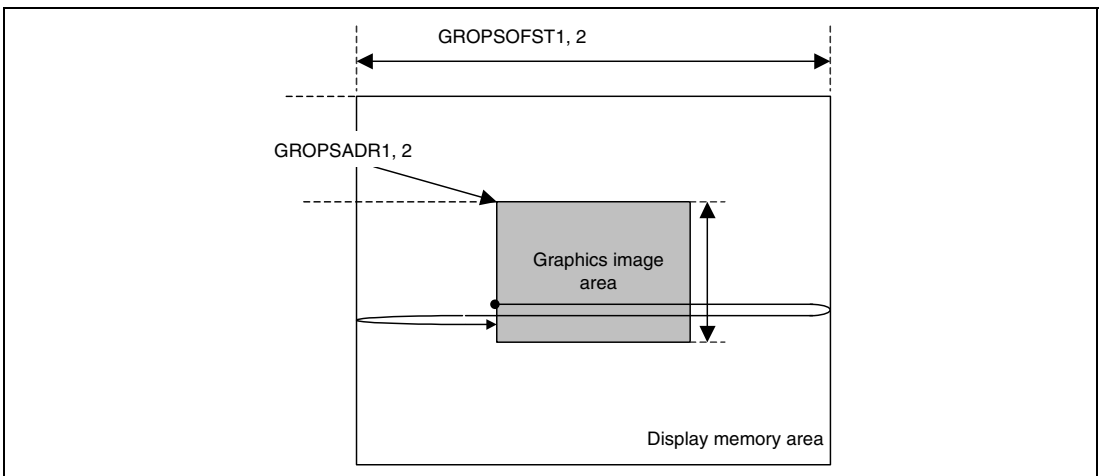 GROPSOFST1, 2
GROPSADR1, 2
Graphics image
area
Display memory area